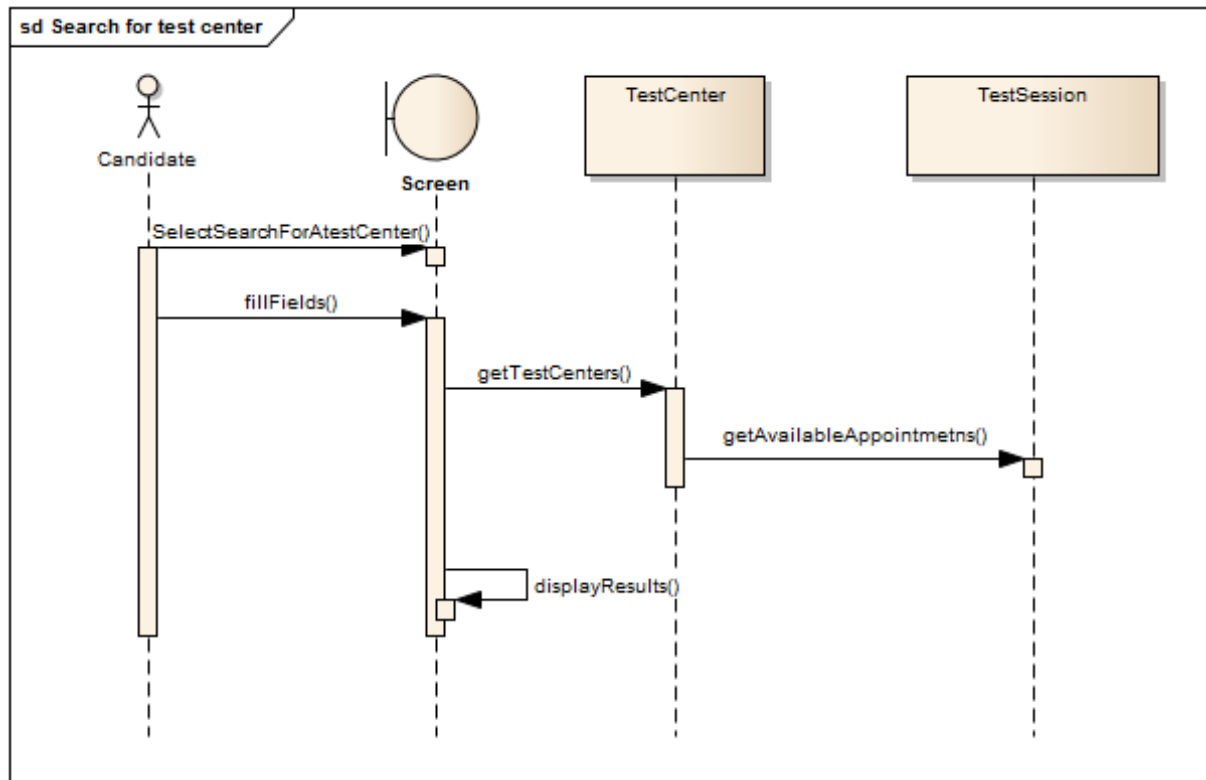 sd Search for test center
TestCenter
TestSession
Candidate
Screen
SelectSearchForAtestCenter()
fillFields()
getTestCenters()
getAvailableAppointmetns()
displayResults()